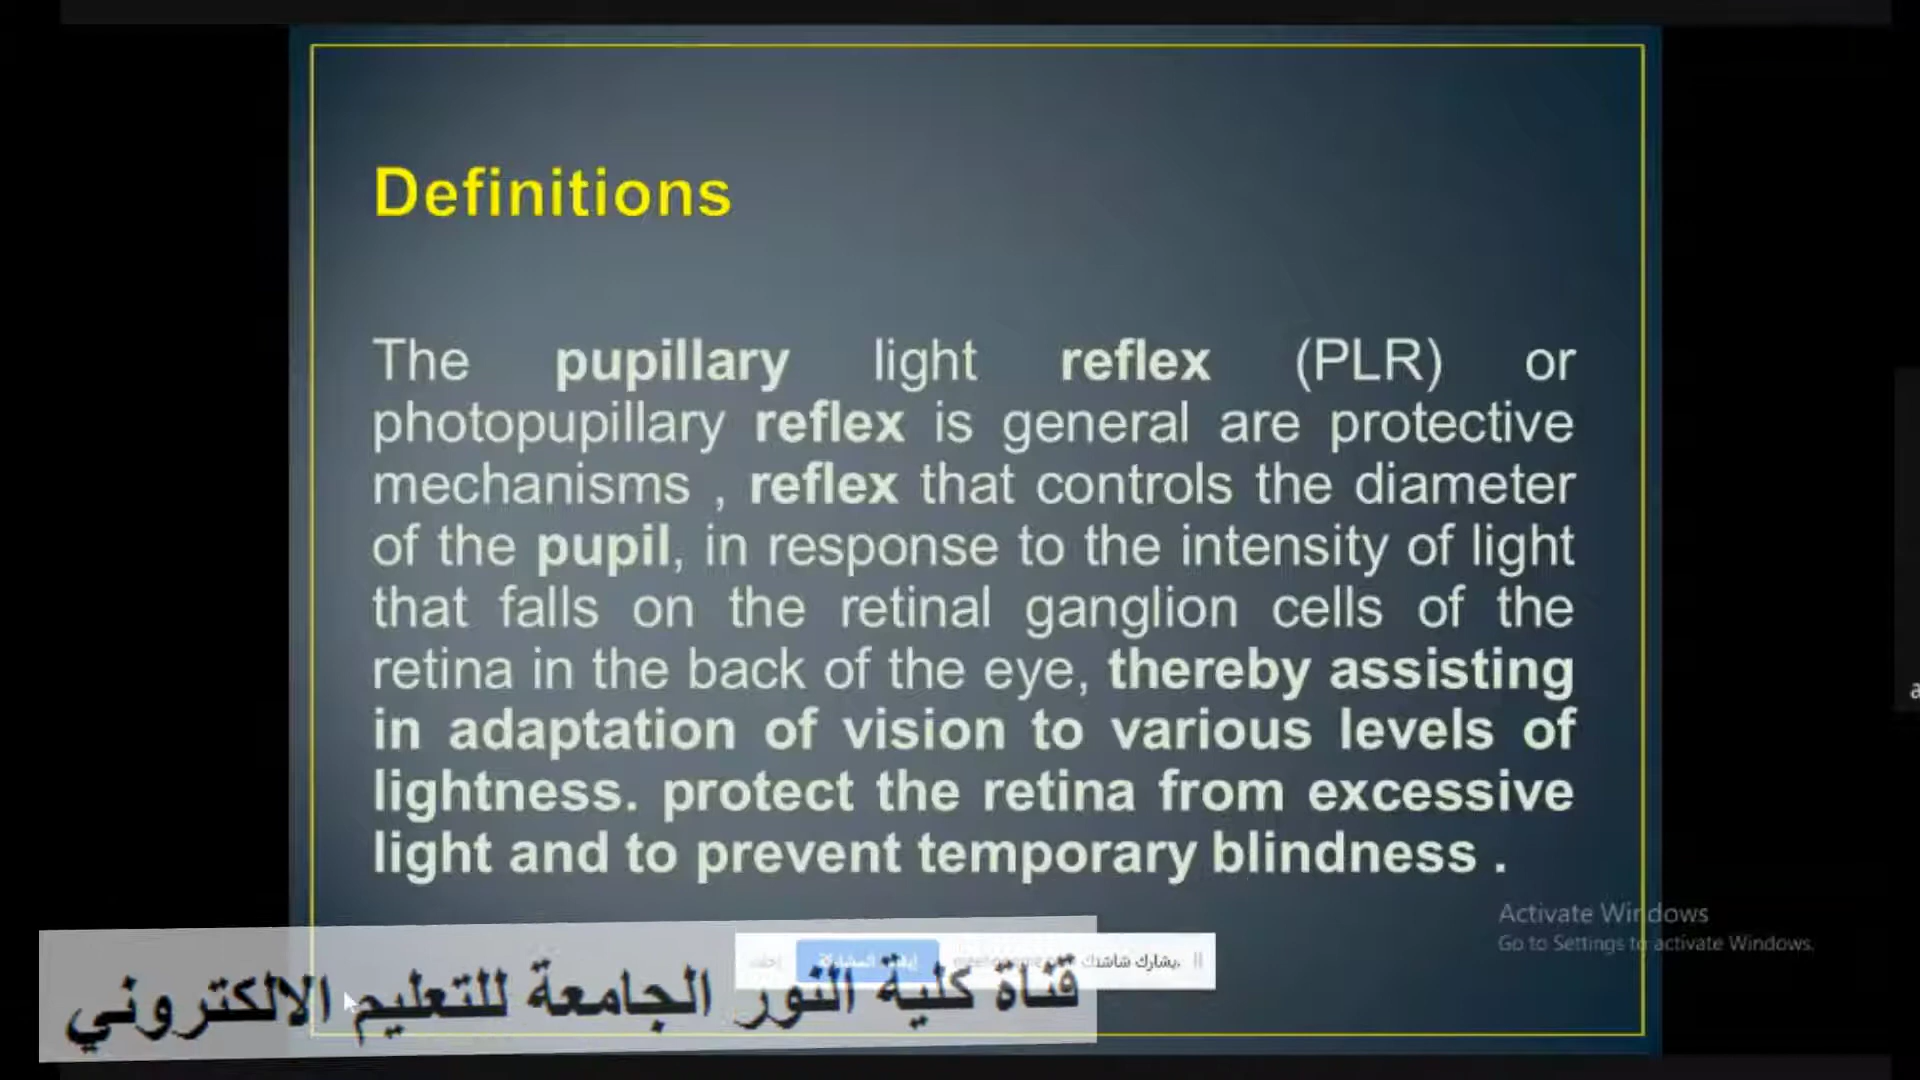 Definitions
The pupillary light reflex (PLR) or
photopupillary reflex is general are protective
mechanisms , reflex that controls the diameter
of the pupil, in response to the intensity of light
that falls on the retinal ganglion cells of the
retina in the back of the eye, thereby assisting
in adaptation of vision to various levels of
lightness. protect the retina from excessive
light and to prevent temporary blindness .
Activate Windows
Go to Settings to activate Windows.
يشارك شاشتك
قناة كلية النور الجامعة للتعليم الالكتروني